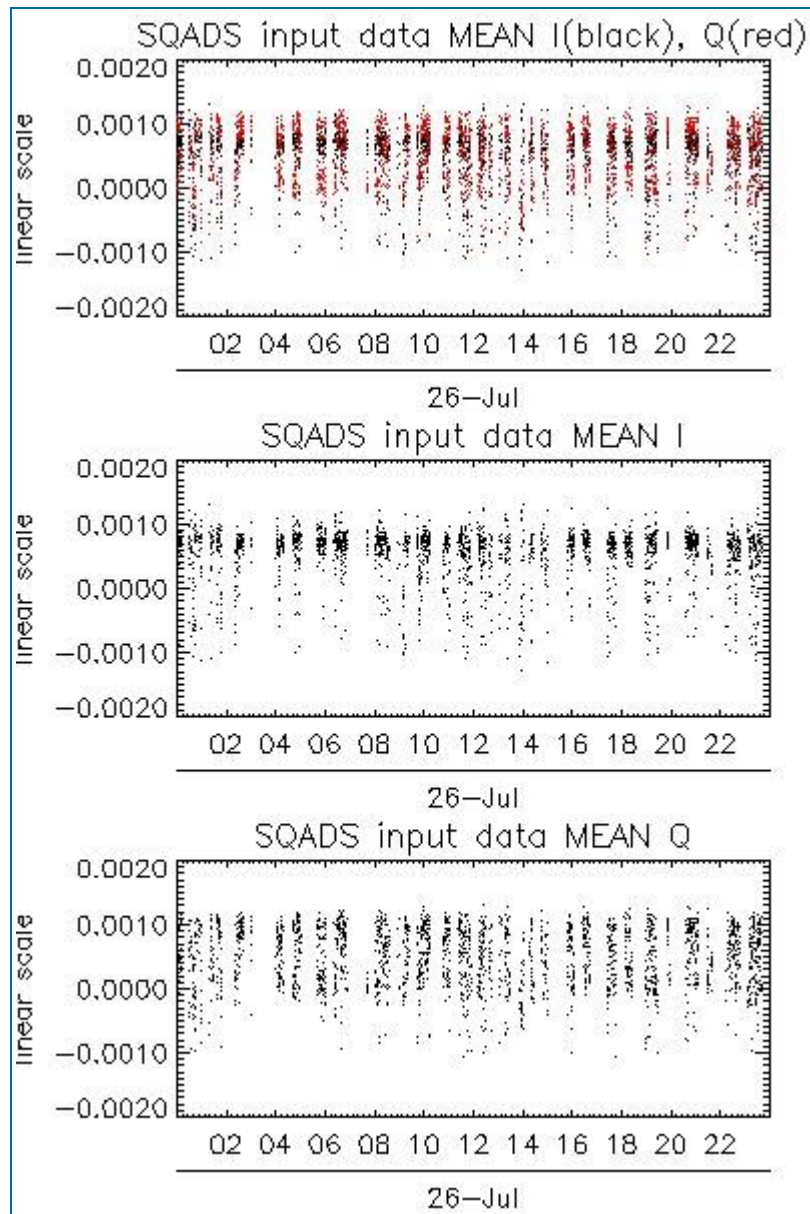 SQADS input data MEAN I(black), Q(red)
0.0020
0.0010
0.0000
−0.0010
−0.0020
linear scale
02 04 06 08 10 12 14 16 18 20 22
26−Jul
SQADS input data MEAN I
0.0020
0.0010
0.0000
−0.0010
−0.0020
linear scale
02 04 06 08 10 12 14 16 18 20 22
26−Jul
SQADS input data MEAN Q
0.0020
0.0010
0.0000
−0.0010
−0.0020
linear scale
02 04 06 08 10 12 14 16 18 20 22
26−Jul